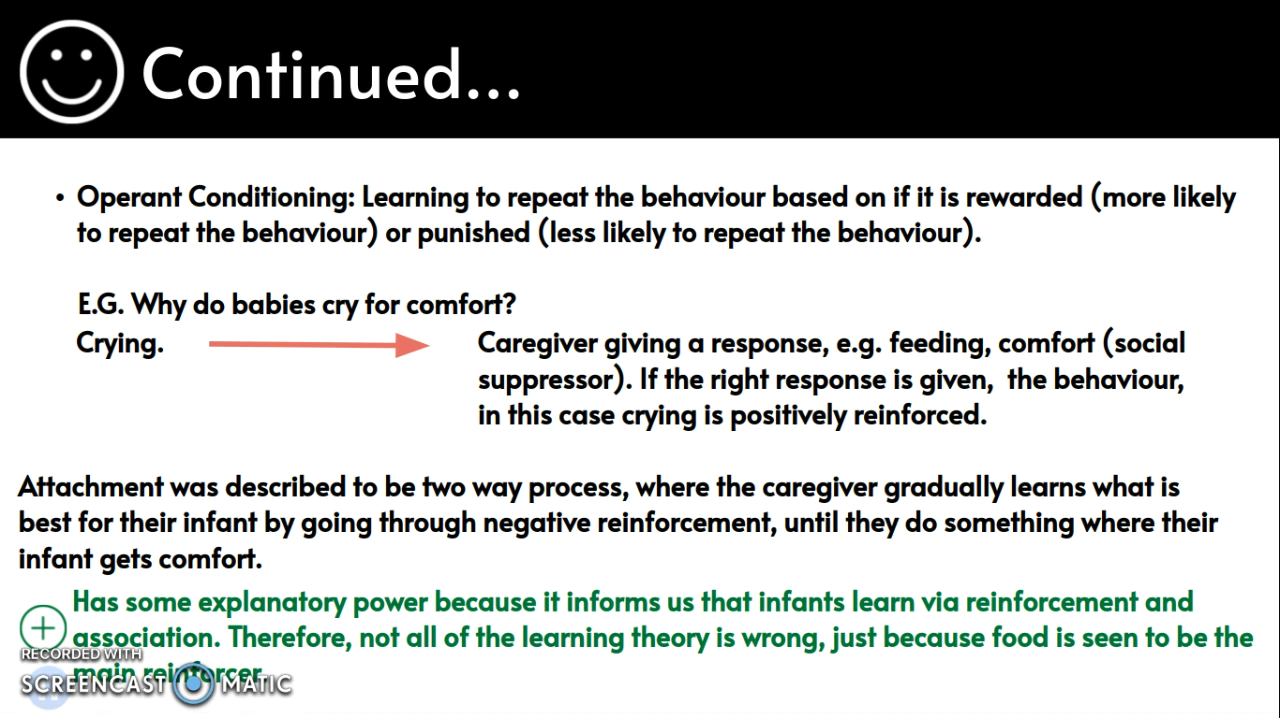 Continued...
• Operant Conditioning: Learning to repeat the behaviour based on if it is rewarded (more likely
to repeat the behaviour) or punished (less likely to repeat the behaviour).
E.G. Why do babies cry for comfort?
Crying.
Caregiver giving a response, e.g. feeding, comfort (social
suppressor). If the right response is given, the behaviour,
in this case crying is positively reinforced.
Attachment was described to be two way process, where the caregiver gradually learns what is
best for their infant by going through negative reinforcement, until they do something where their
infant gets comfort.
Has some explanatory power because it informs us that infants learn via reinforcement and
association. Therefore, not all of the learning theory is wrong, just because food is seen to be the
main reinforcer.
RECORDED WITH
SCREENCAST MATIC